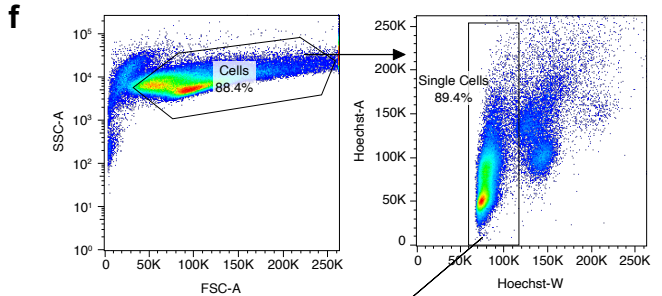 f
10⁵
10⁴
10³
10²
10¹
10⁰
SSC-A
Cells
88.4%
0 50K 100K 150K 200K 250K
FSC-A
250K
200K
150K
100K
50K
0
Hoechst-A
Single Cells
89.4%
0 50K 100K 150K 200K 250K
Hoechst-W